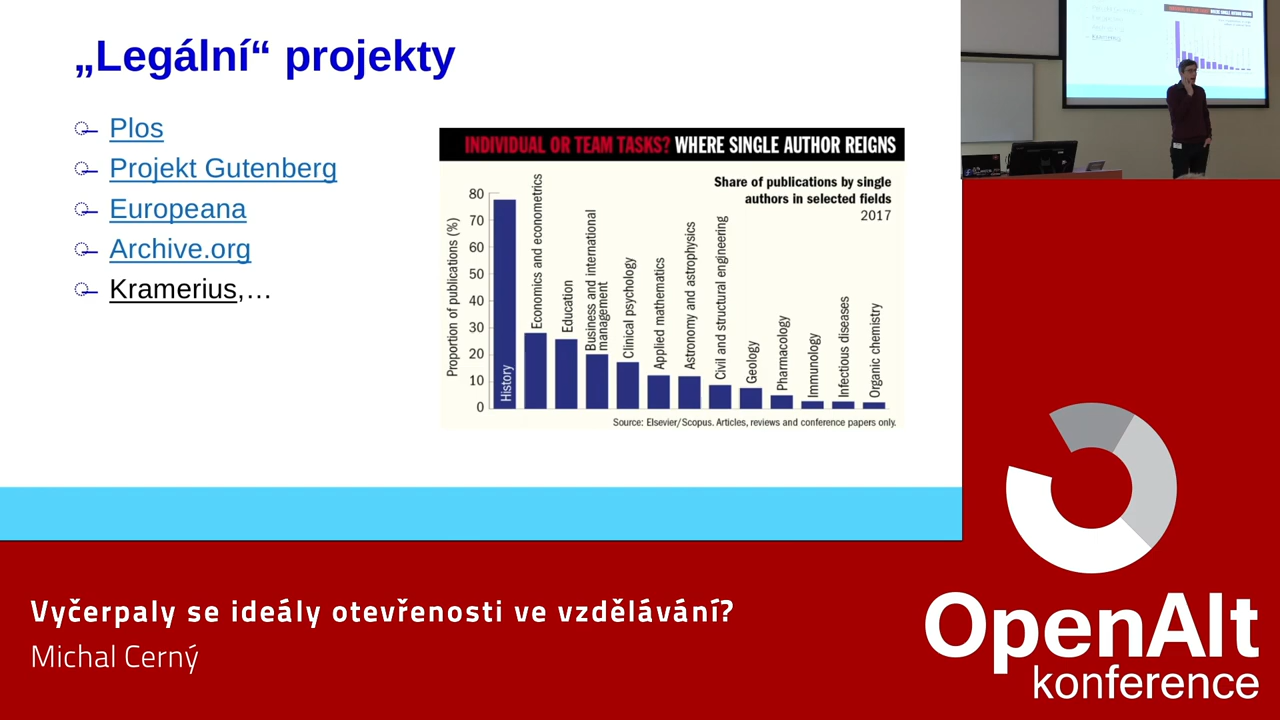 „Legální“ projekty
Plos
Projekt Gutenberg
Europeana
Archive.org
Kramerius,…
INDIVIDUAL OR TEAM TASKS? WHERE SINGLE AUTHOR REIGNS
Share of publications by single
authors in selected fields
2017
Proportion of publications (%)
80
70
60
50
40
30
20
10
0
History
Economics and econometrics
Education
Business and international
management
Clinical psychology
Applied mathematics
Astronomy and astrophysics
Civil and structural engineering
Geology
Pharmacology
Immunology
Infectious diseases
Organic chemistry
Source: Elsevier/Scopus. Articles, reviews and conference papers only.
Vyčerpaly se ideály otevřenosti ve vzdělávání?
Michal Cerný
OpenAlt
konference